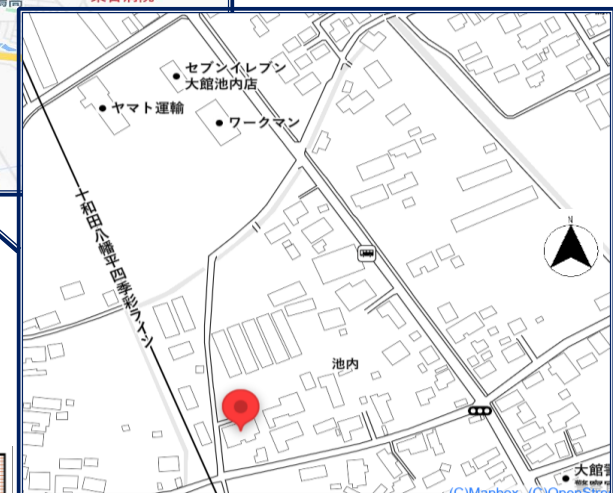 セブンイレブン
大館池内店
ヤマト運輸
ワークマン
十和田八幡平四季彩ライン
N
池内
(C)Mapbox, (C)OpenStre